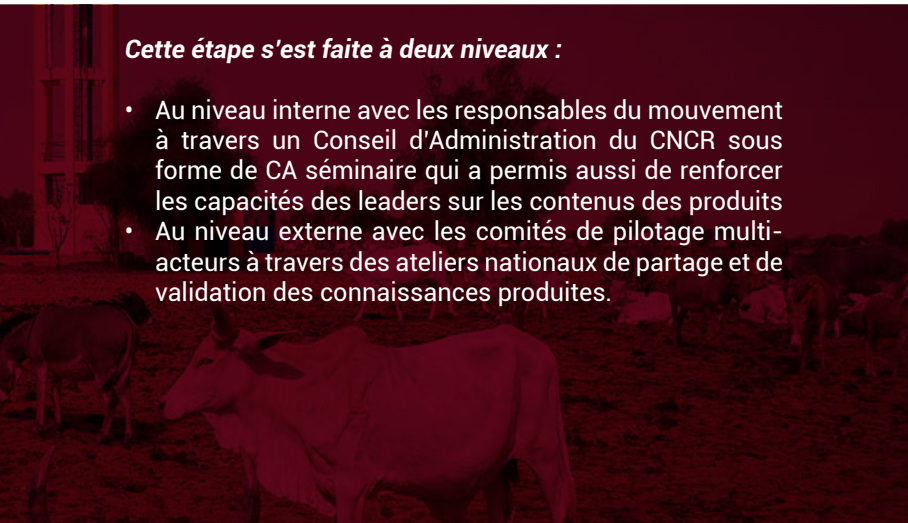 Cette étape s'est faite à deux niveaux :
• Au niveau interne avec les responsables du mouvement
à travers un Conseil d'Administration du CNCR sous
forme de CA séminaire qui a permis aussi de renforcer
les capacités des leaders sur les contenus des produits
• Au niveau externe avec les comités de pilotage multi-
acteurs à travers des ateliers nationaux de partage et de
validation des connaissances produites.